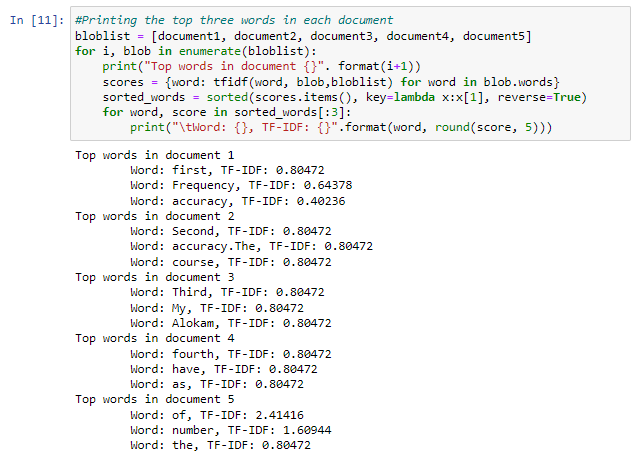 In [11]: #Printing the top three words in each document
bloblist = [document1, document2, document3, document4, document5]
for i, blob in enumerate(bloblist):
    print("Top words in document {}". format(i+1))
    scores = {word: tfidf(word, blob,bloblist) for word in blob.words}
    sorted_words = sorted(scores.items(), key=lambda x:x[1], reverse=True)
    for word, score in sorted_words[:3]:
        print("\tWord: {}, TF-IDF: {}".format(word, round(score, 5)))
Top words in document 1
        Word: first, TF-IDF: 0.80472
        Word: Frequency, TF-IDF: 0.64378
        Word: accuracy, TF-IDF: 0.40236
Top words in document 2
        Word: Second, TF-IDF: 0.80472
        Word: accuracy.The, TF-IDF: 0.80472
        Word: course, TF-IDF: 0.80472
Top words in document 3
        Word: Third, TF-IDF: 0.80472
        Word: My, TF-IDF: 0.80472
        Word: Alokam, TF-IDF: 0.80472
Top words in document 4
        Word: fourth, TF-IDF: 0.80472
        Word: have, TF-IDF: 0.80472
        Word: as, TF-IDF: 0.80472
Top words in document 5
        Word: of, TF-IDF: 2.41416
        Word: number, TF-IDF: 1.60944
        Word: the, TF-IDF: 0.80472